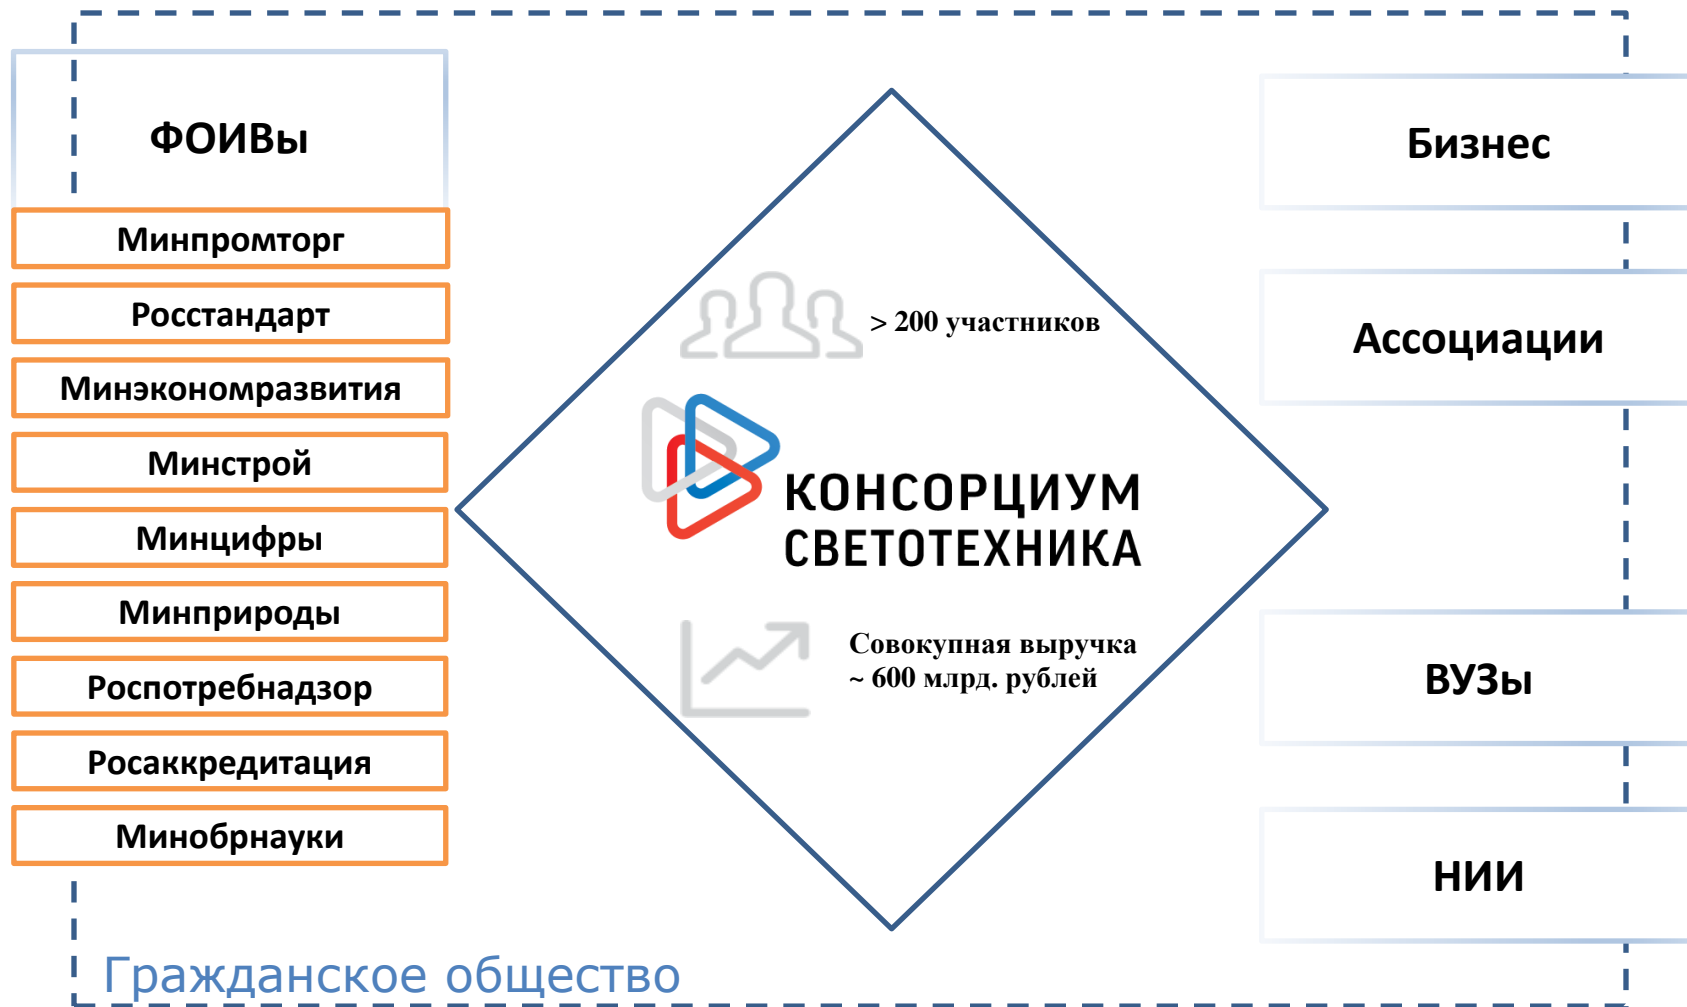 ФОИВы
Минпромторг
Росстандарт
Минэкономразвития
Минстрой
Минцифры
Минприроды
Роспотребнадзор
Росаккредитация
Минобрнауки
> 200 участников
КОНСОРЦИУМ
СВЕТОТЕХНИКА
Совокупная выручка
~ 600 млрд. рублей
Бизнес
Ассоциации
ВУЗы
НИИ
Гражданское общество